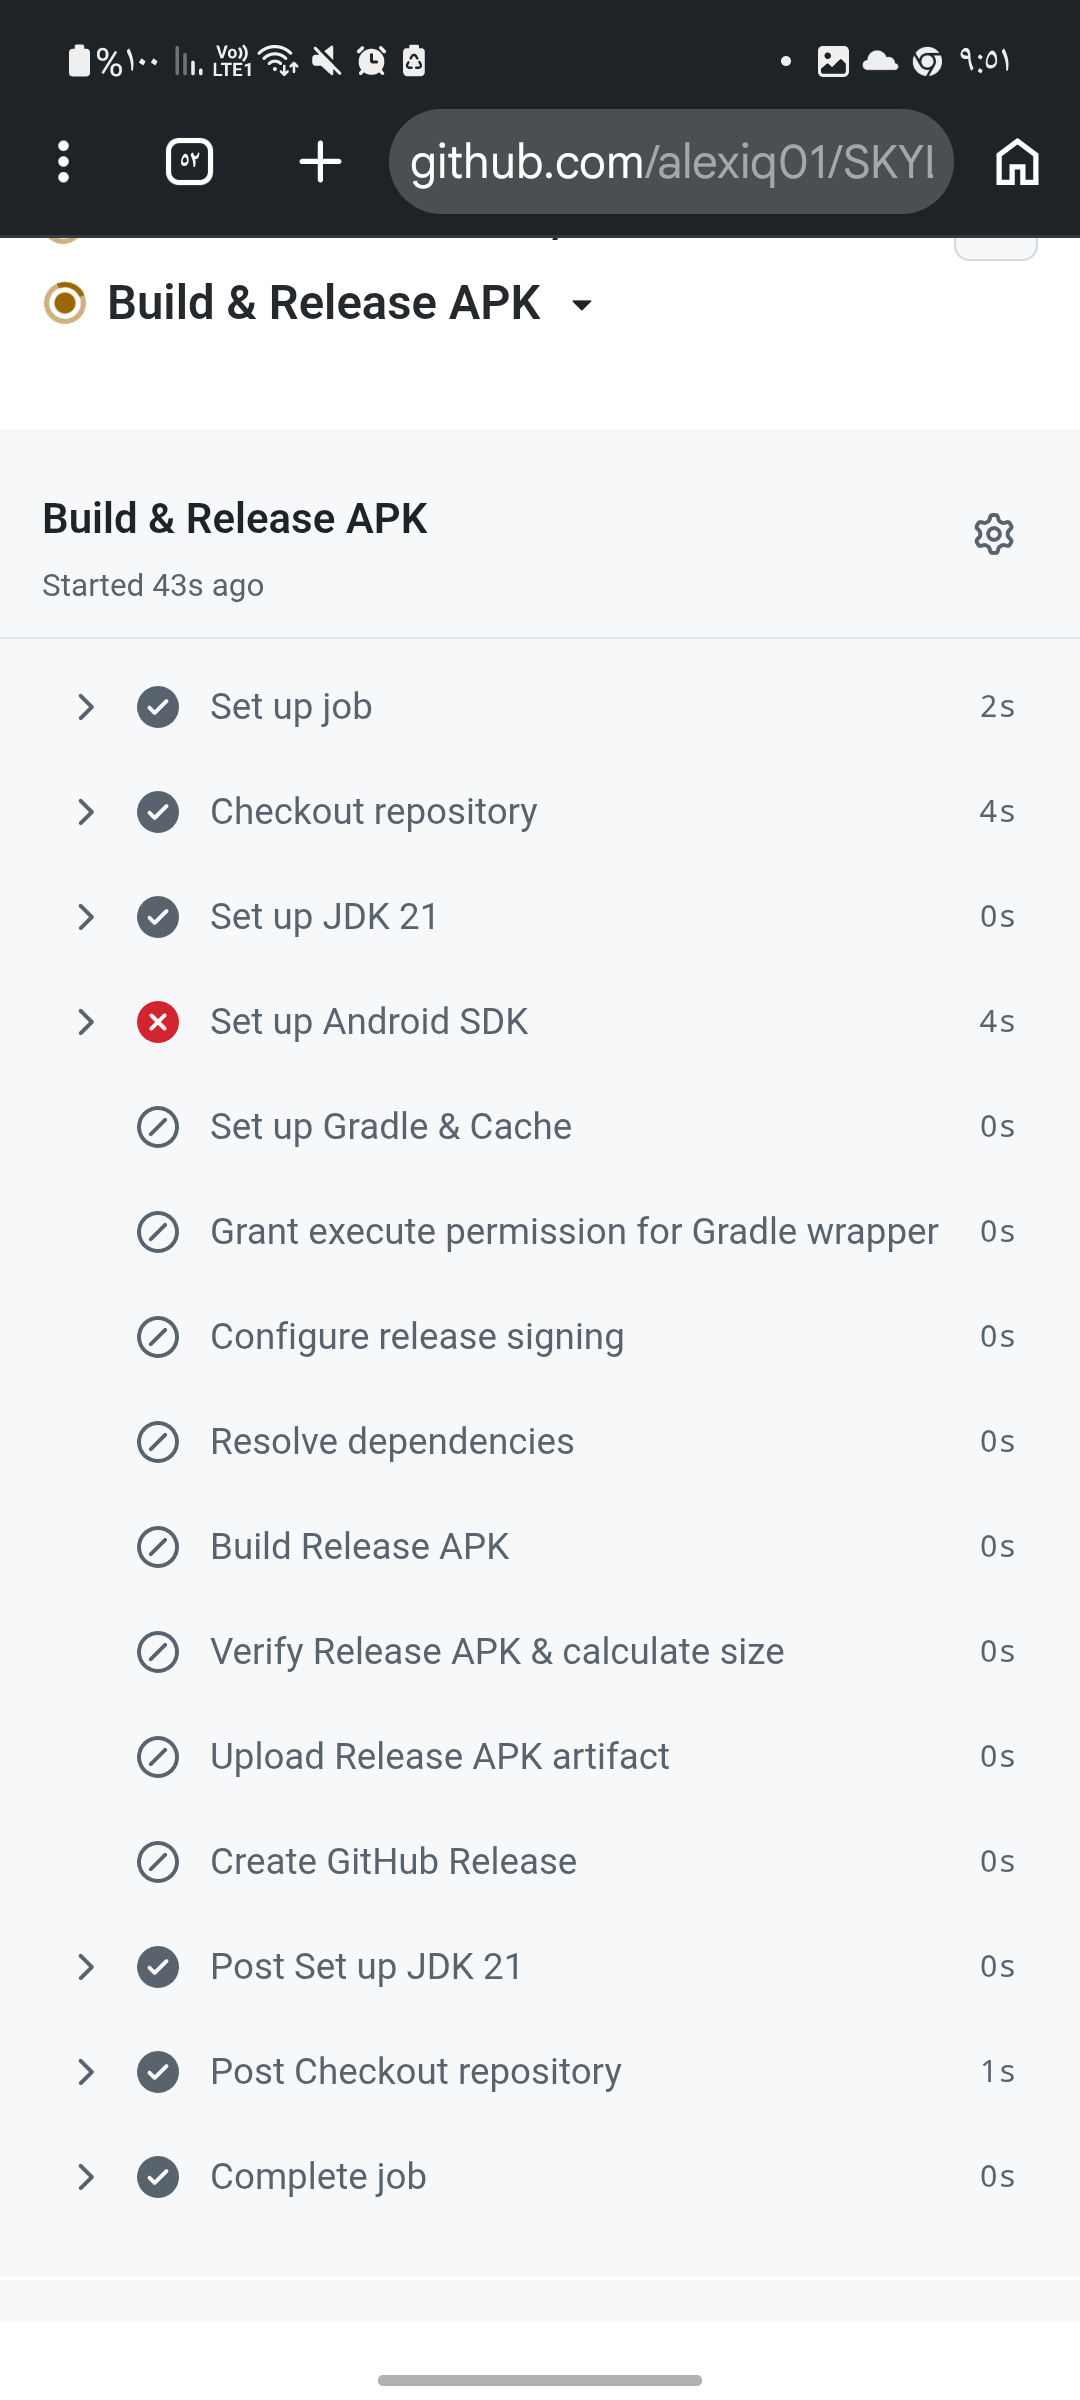 %١٠٠ Vo)) LTE1 ٩:٥١
٥٢ github.com/alexiq01/SKYI
Build & Release APK
Build & Release APK
Started 43s ago
Set up job 2s
Checkout repository 4s
Set up JDK 21 0s
Set up Android SDK 4s
Set up Gradle & Cache 0s
Grant execute permission for Gradle wrapper 0s
Configure release signing 0s
Resolve dependencies 0s
Build Release APK 0s
Verify Release APK & calculate size 0s
Upload Release APK artifact 0s
Create GitHub Release 0s
Post Set up JDK 21 0s
Post Checkout repository 1s
Complete job 0s